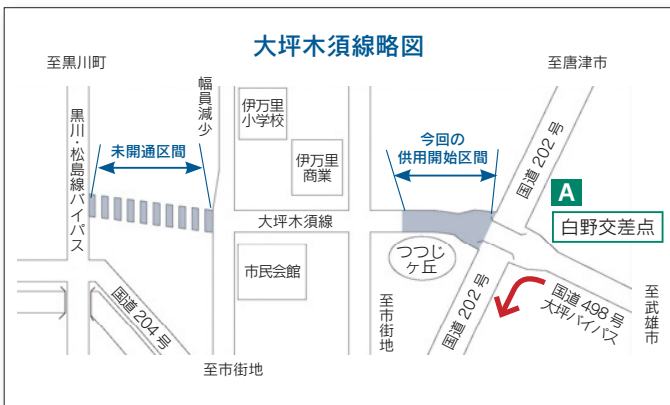 大坪木須線略図
至黒川町
至唐津市
幅員減少
伊万里
小学校
今回の
供用開始区間
未開通区間
国道202号
黒川・松島線バイパス
伊万里
商業
A
白野交差点
大坪木須線
つつじ
ケ丘
市民会館
国道498号
大坪バイパス
至武雄市
国道204号
至市街地
国道202号
至市街地